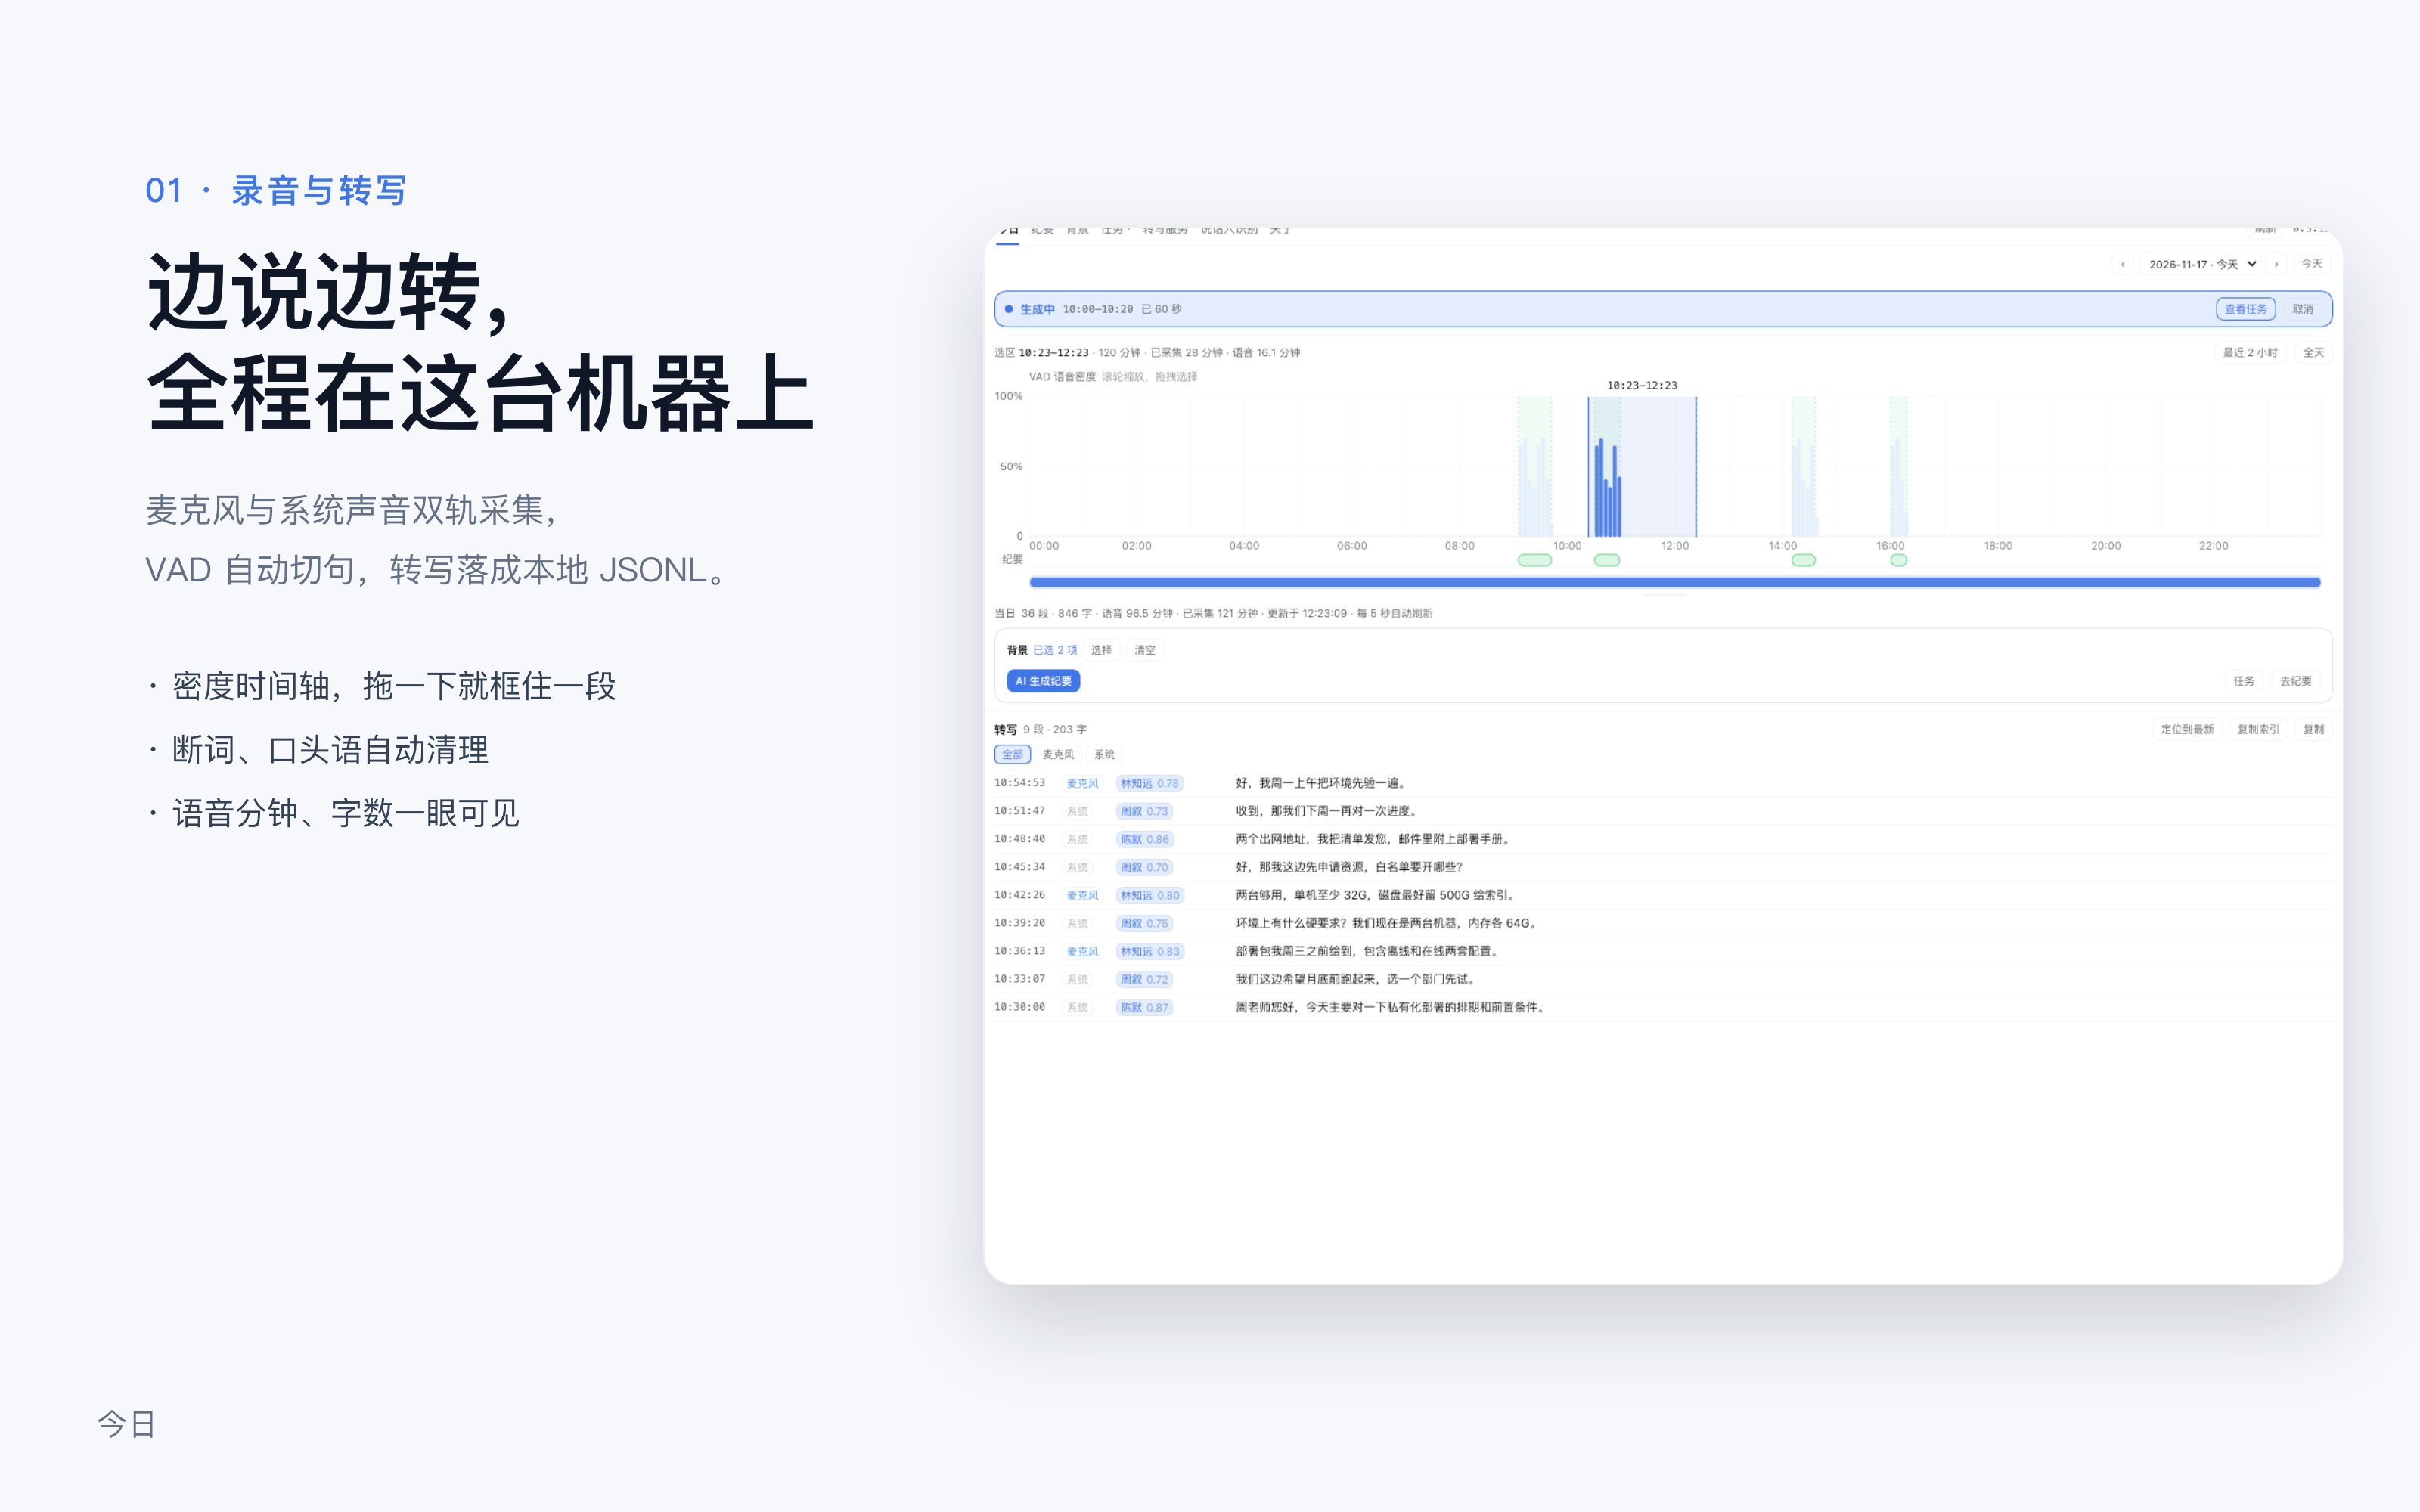 01 · 录音与转写
边说边转，
全程在这台机器上
麦克风与系统声音双轨采集，
VAD 自动切句，转写落成本地 JSONL。
· 密度时间轴，拖一下就框住一段
· 断词、口头语自动清理
· 语音分钟、字数一眼可见
今日
今日 纪要 背景 任务 · 转写服务 说话人识别 关于 刷新
‹ 2026-11-17 · 今天 › 今天
生成中 10:00–10:20 已 60 秒 查看任务 取消
选区 10:23–12:23 · 120 分钟 · 已采集 28 分钟 · 语音 16.1 分钟 最近 2 小时 全天
VAD 语音密度 滚轮缩放，拖拽选择
10:23–12:23
100%
50%
0
00:00 02:00 04:00 06:00 08:00 10:00 12:00 14:00 16:00 18:00 20:00 22:00
纪要
当日 36 段 · 846 字 · 语音 96.5 分钟 · 已采集 121 分钟 · 更新于 12:23:09 · 每 5 秒自动刷新
背景 已选 2 项 选择 清空
AI 生成纪要 任务 去纪要
转写 9 段 · 203 字 定位到最新 复制索引 复制
全部 麦克风 系统
10:54:53 麦克风 林知远 0.78 好，我周一上午把环境先验一遍。
10:51:47 系统 周叙 0.73 收到，那我们下周一再对一次进度。
10:48:40 系统 陈默 0.86 两个出网地址，我把清单发您，邮件里附上部署手册。
10:45:34 系统 周叙 0.70 好，那我这边先申请资源，白名单要开哪些？
10:42:26 麦克风 林知远 0.80 两台够用，单机至少 32G，磁盘最好留 500G 给索引。
10:39:20 系统 周叙 0.75 环境上有什么硬要求？我们现在是两台机器，内存各 64G。
10:36:13 麦克风 林知远 0.83 部署包我周三之前给到，包含离线和在线两套配置。
10:33:07 系统 周叙 0.72 我们这边希望月底前跑起来，选一个部门先试。
10:30:00 系统 陈默 0.87 周老师您好，今天主要对一下私有化部署的排期和前置条件。